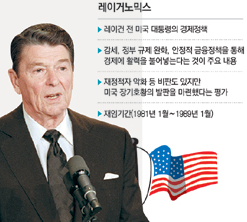 레이거노믹스
레이건 전 미국 대통령의 경제정책
감세, 정부 규제 완화, 안정적 금융정책을 통해
경제에 활력을 불어넣는다는 것이 주요 내용
재정적자 악화 등 비판도 있지만
미국 장기호황의 발판을 마련했다는 평가
재임기간(1981년 1월~1989년 1월)